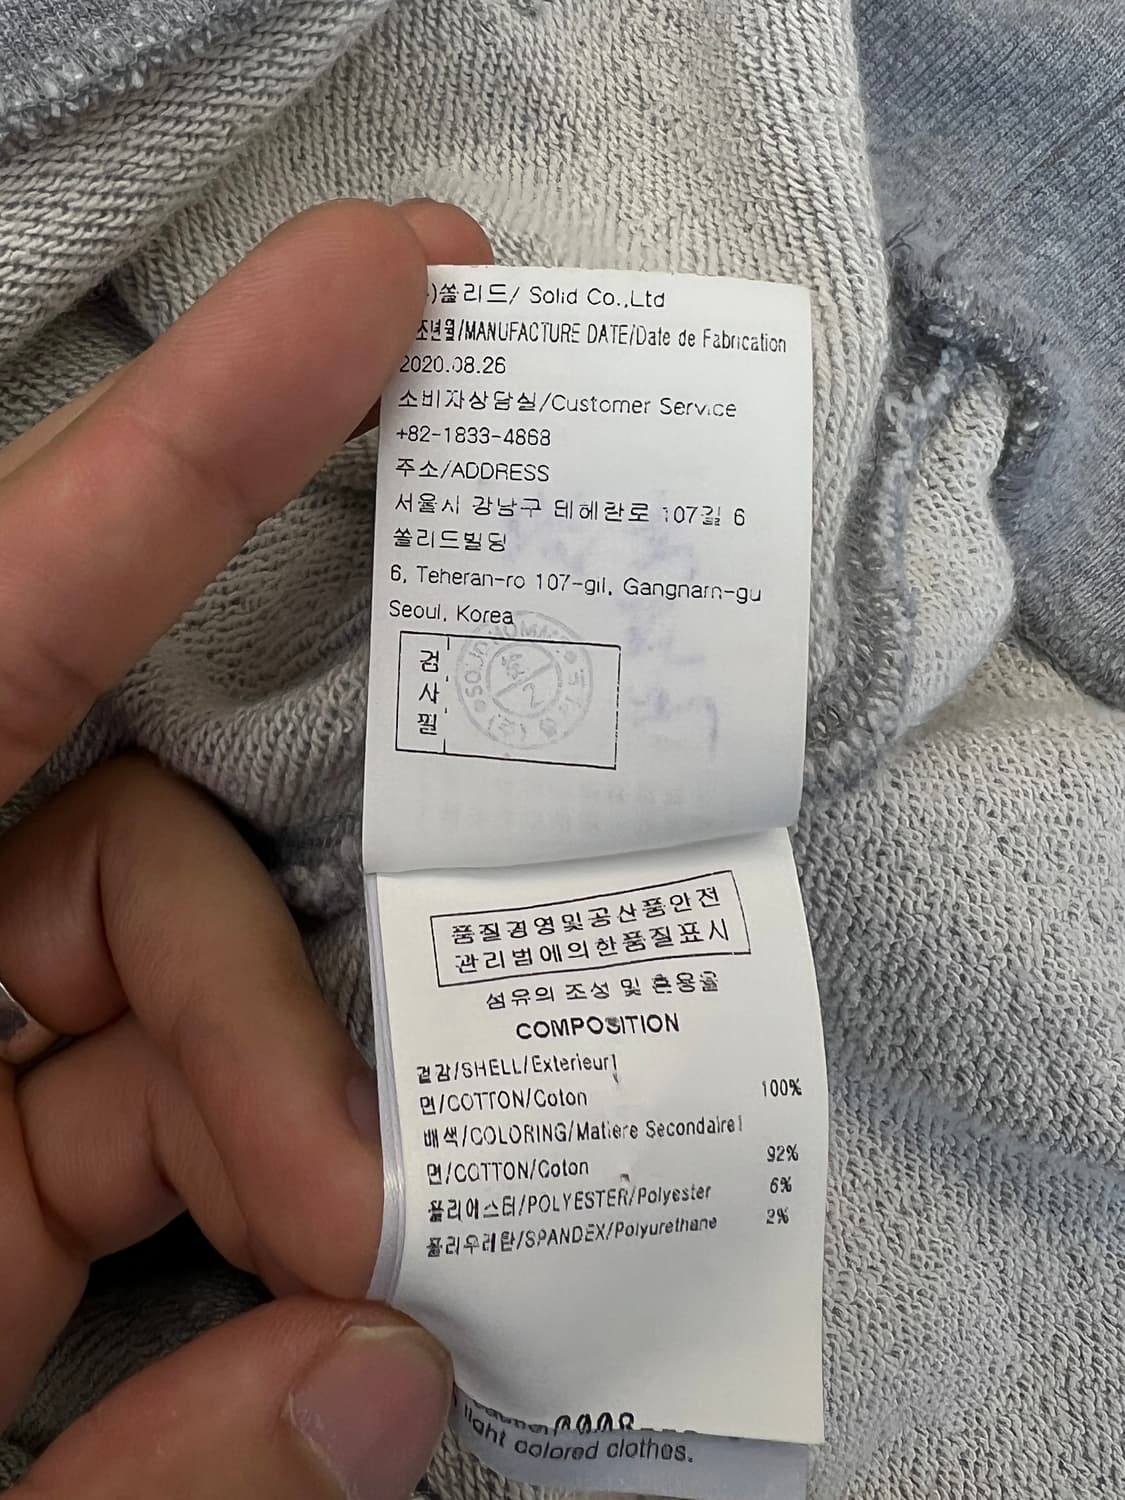 )쏠리드/ Solid Co.,Ltd
조년월/MANUFACTURE DATE/Date de Fabrication
2020.08.26
소비자상담실/Customer Service
+82-1833-4868
주소/ADDRESS
서울시 강남구 테헤란로 107길 6
쏠리드빌딩
6, Teheran-ro 107-gil, Gangnam-gu
Seoul, Korea
검
사
필
품질경영및공산품안전
관리법에의한품질표시
섬유의 조성 및 혼용율
COMPOSITION
겉감/SHELL/Exterieur1
면/COTTON/Coton 100%
배색/COLORING/Matiere Secondaire1
면/COTTON/Coton 92%
폴리에스터/POLYESTER/Polyester 6%
폴리우레탄/SPANDEX/Polyurethane 2%
light colored clothes.